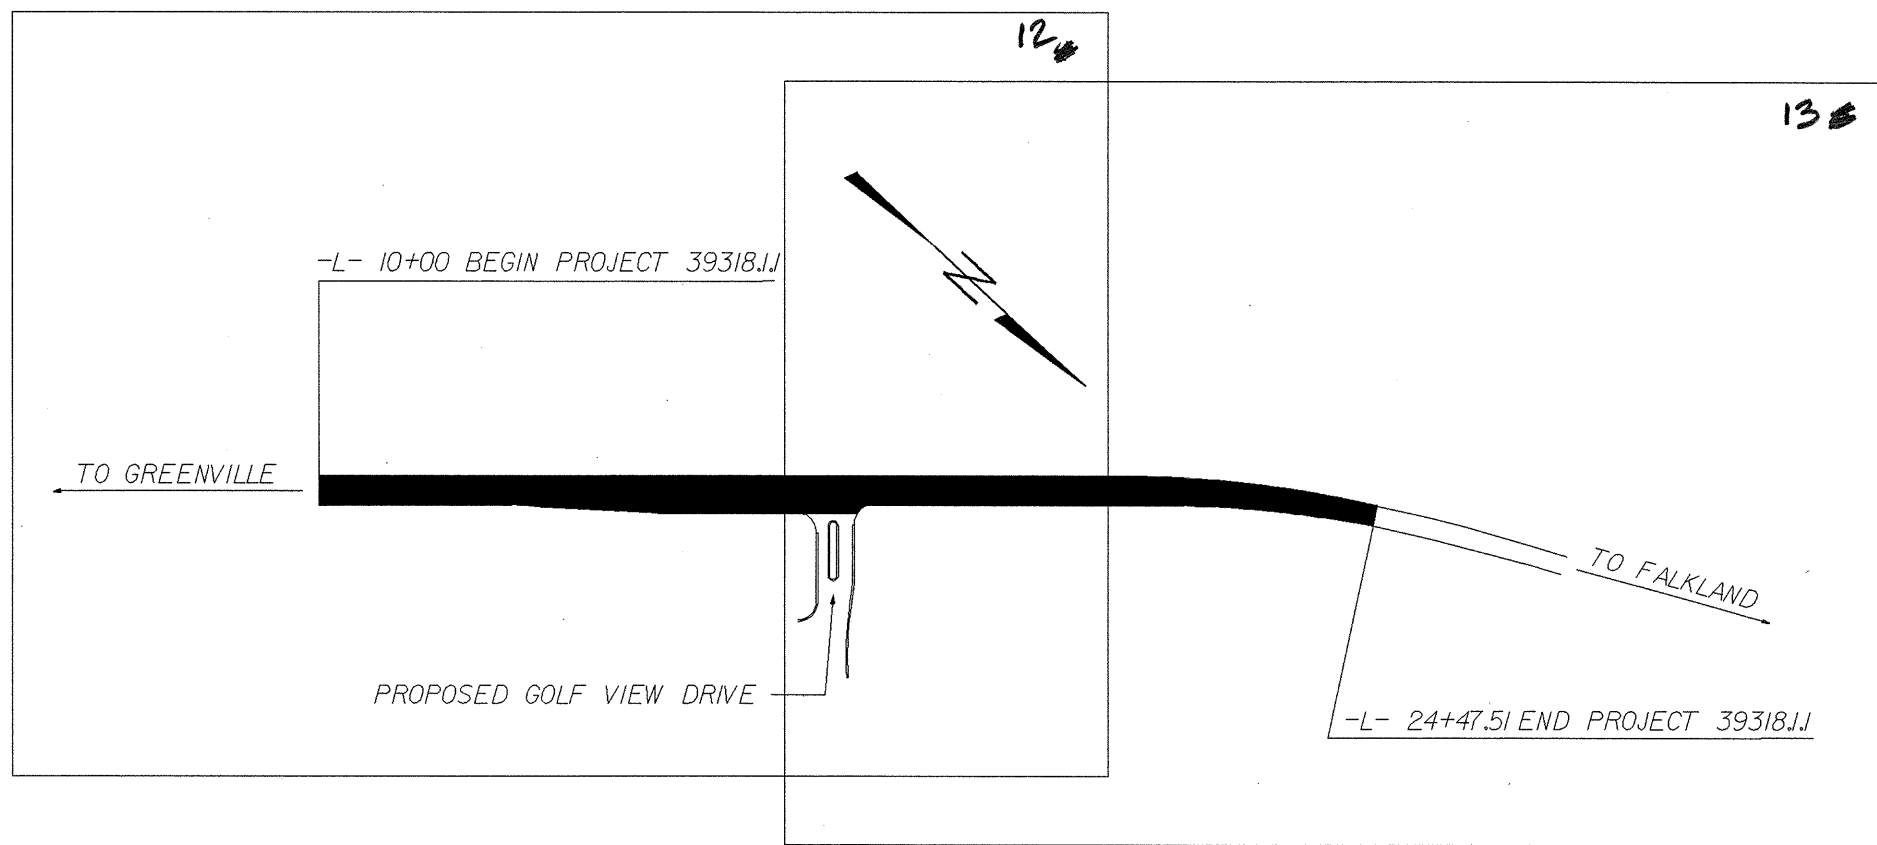 12
13
-L- 10+00 BEGIN PROJECT 39318.1.1
N
TO GREENVILLE
TO FALKLAND
PROPOSED GOLF VIEW DRIVE
-L- 24+47.51 END PROJECT 39318.1.1